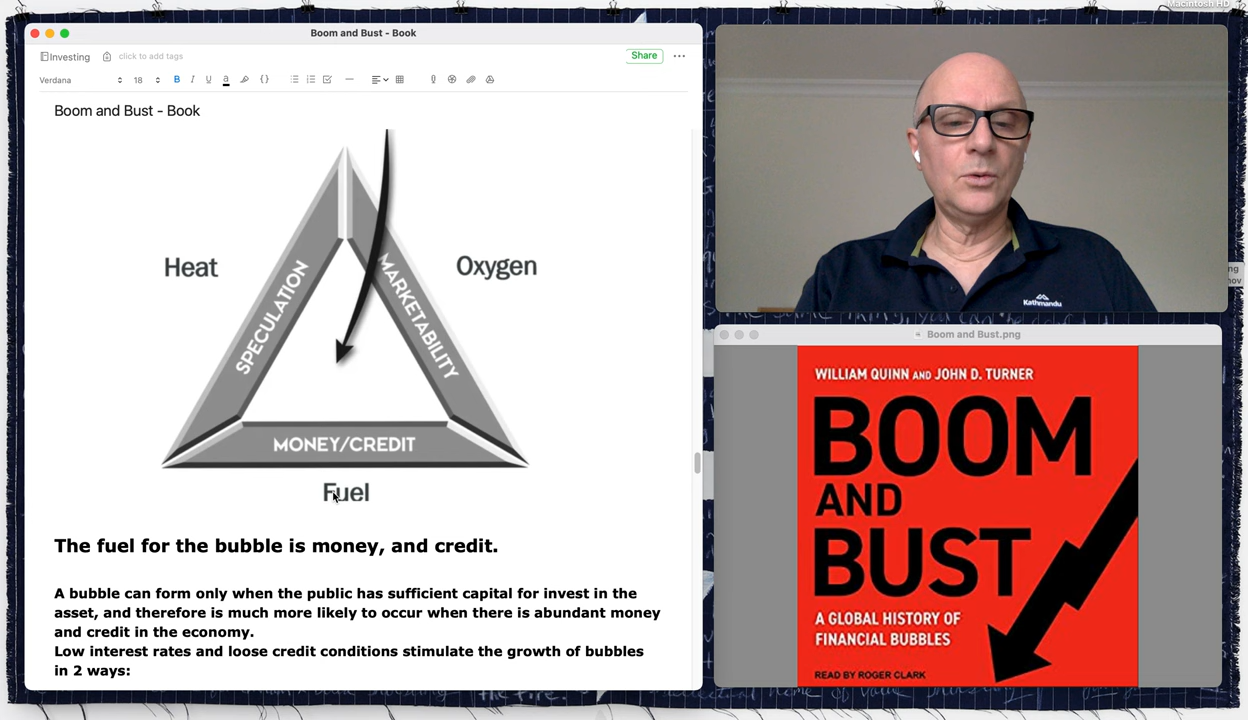 Macintosh HD
Boom and Bust - Book
Investing
click to add tags
Share
Verdana
18
B I U a
Boom and Bust - Book
Heat
Oxygen
SPECULATION
MARKETABILITY
MONEY/CREDIT
Fuel
The fuel for the bubble is money, and credit.
A bubble can form only when the public has sufficient capital for invest in the
asset, and therefore is much more likely to occur when there is abundant money
and credit in the economy.
Low interest rates and loose credit conditions stimulate the growth of bubbles
in 2 ways:
Kathmandu
Boom and Bust.png
WILLIAM QUINN AND JOHN D. TURNER
BOOM
AND
BUST
A GLOBAL HISTORY OF
FINANCIAL BUBBLES
READ BY ROGER CLARK